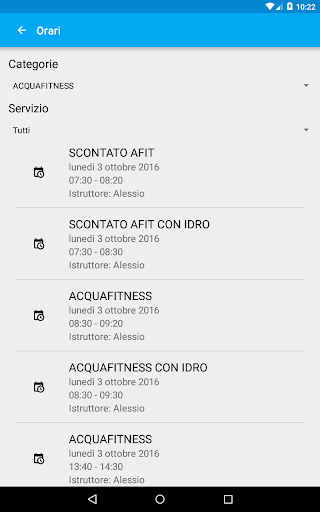 10:22
Orari
Categorie
ACQUAFITNESS
Servizio
Tutti
SCONTATO AFIT
lunedì 3 ottobre 2016
07:30 - 08:20
Istruttore: Alessio
SCONTATO AFIT CON IDRO
lunedì 3 ottobre 2016
07:30 - 08:30
Istruttore: Alessio
ACQUAFITNESS
lunedì 3 ottobre 2016
08:30 - 09:20
Istruttore: Alessio
ACQUAFITNESS CON IDRO
lunedì 3 ottobre 2016
08:30 - 09:30
Istruttore: Alessio
ACQUAFITNESS
lunedì 3 ottobre 2016
13:40 - 14:30
Istruttore: Alessio